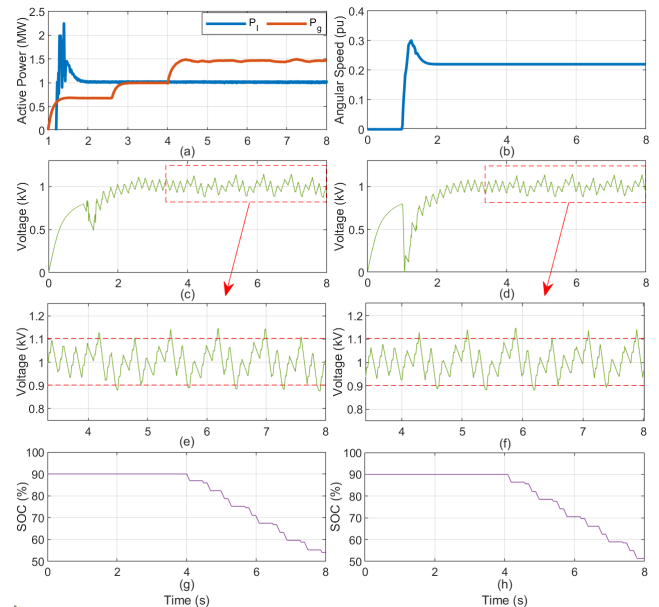 Active Power (MW)
2.5
2
1.5
1
0.5
0
P_l
P_g
1 2 3 4 5 6 7 8
(a)
Angular Speed (pu)
0.4
0.3
0.2
0.1
0
0 2 4 6 8
(b)
Voltage (kV)
1
0.5
0
0 2 4 6 8
(c)
Voltage (kV)
1
0.5
0
0 2 4 6 8
(d)
Voltage (kV)
1.2
1.1
1
0.9
0.8
4 5 6 7 8
(e)
Voltage (kV)
1.2
1.1
1
0.9
0.8
4 5 6 7 8
(f)
SOC (%)
90
80
70
60
50
0 2 4 6 8
(g)
Time (s)
SOC (%)
90
80
70
60
50
0 2 4 6 8
(h)
Time (s)